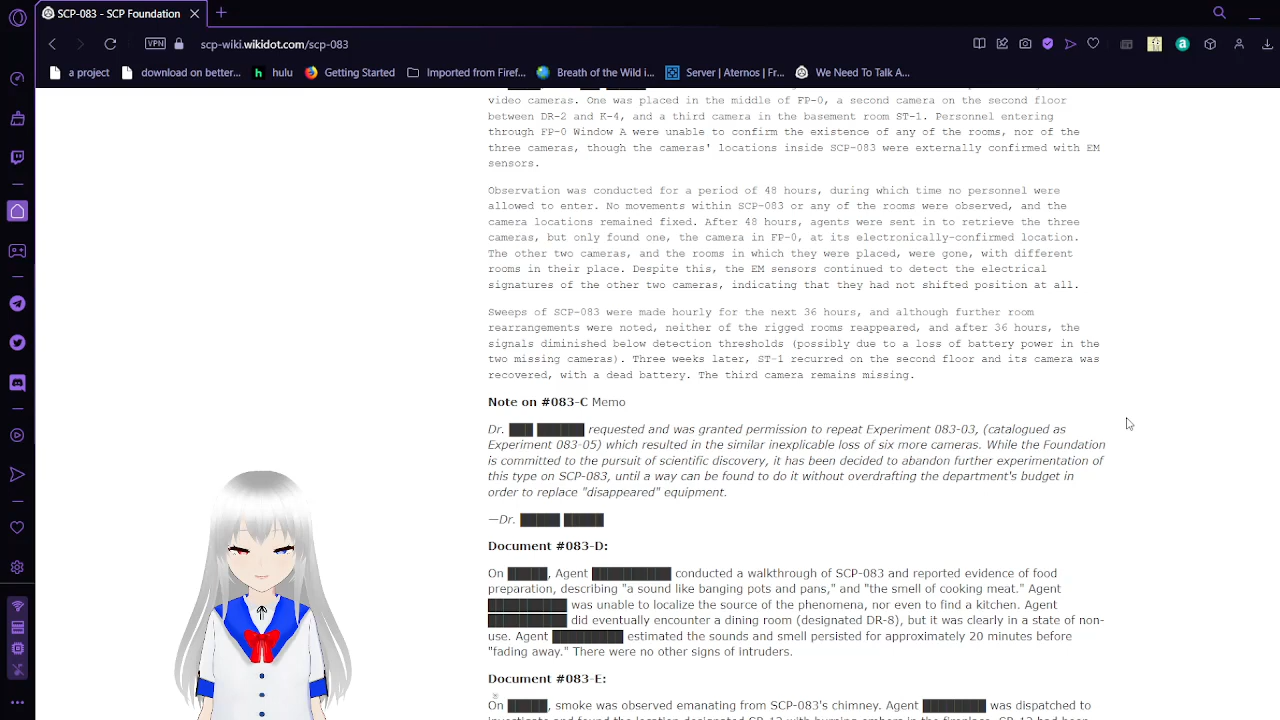 SCP-083 - SCP Foundation
VPN
scp-wiki.wikidot.com/scp-083
a
a project
download on better...
h hulu
Getting Started
Imported from Firef...
Breath of the Wild i...
Server | Aternos | Fr...
We Need To Talk A...
video cameras. One was placed in the middle of FP-0, a second camera on the second floor
between DR-2 and K-4, and a third camera in the basement room ST-1. Personnel entering
through FP-0 Window A were unable to confirm the existence of any of the rooms, nor of the
three cameras, though the cameras' locations inside SCP-083 were externally confirmed with EM
sensors.
Observation was conducted for a period of 48 hours, during which time no personnel were
allowed to enter. No movements within SCP-083 or any of the rooms were observed, and the
camera locations remained fixed. After 48 hours, agents were sent in to retrieve the three
cameras, but only found one, the camera in FP-0, at its electronically-confirmed location.
The other two cameras, and the rooms in which they were placed, were gone, with different
rooms in their place. Despite this, the EM sensors continued to detect the electrical
signatures of the other two cameras, indicating that they had not shifted position at all.
Sweeps of SCP-083 were made hourly for the next 36 hours, and although further room
rearrangements were noted, neither of the rigged rooms reappeared, and after 36 hours, the
signals diminished below detection thresholds (possibly due to a loss of battery power in the
two missing cameras). Three weeks later, ST-1 recurred on the second floor and its camera was
recovered, with a dead battery. The third camera remains missing.
Note on #083-C Memo
Dr. ███ ██████ requested and was granted permission to repeat Experiment 083-03, (catalogued as
Experiment 083-05) which resulted in the similar inexplicable loss of six more cameras. While the Foundation
is committed to the pursuit of scientific discovery, it has been decided to abandon further experimentation of
this type on SCP-083, until a way can be found to do it without overdrafting the department's budget in
order to replace "disappeared" equipment.
—Dr. █████ █████
Document #083-D:
On █████, Agent ██████████ conducted a walkthrough of SCP-083 and reported evidence of food
preparation, describing "a sound like banging pots and pans," and "the smell of cooking meat." Agent
██████████ was unable to localize the source of the phenomena, nor even to find a kitchen. Agent
██████████ did eventually encounter a dining room (designated DR-8), but it was clearly in a state of non-
use. Agent █████████ estimated the sounds and smell persisted for approximately 20 minutes before
"fading away." There were no other signs of intruders.
Document #083-E:
On █████, smoke was observed emanating from SCP-083's chimney. Agent ████████ was dispatched to